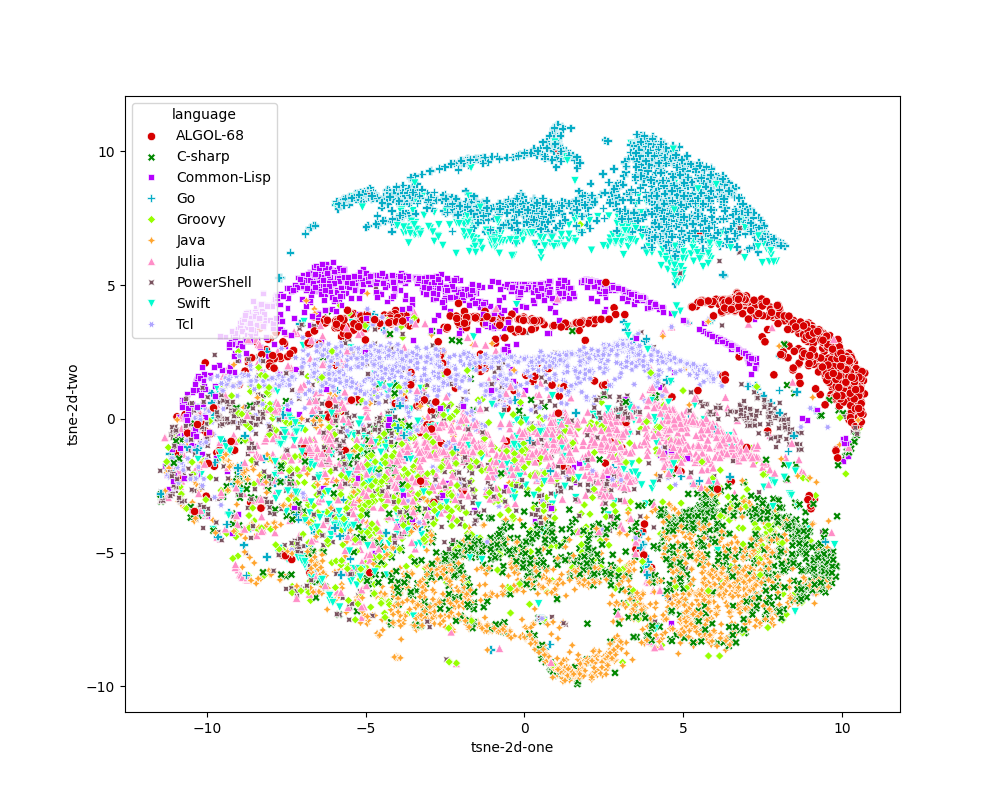 language
ALGOL-68
C-sharp
Common-Lisp
Go
Groovy
Java
Julia
PowerShell
Swift
Tcl
10
5
0
−5
−10
tsne-2d-two
−10
−5
0
5
10
tsne-2d-one